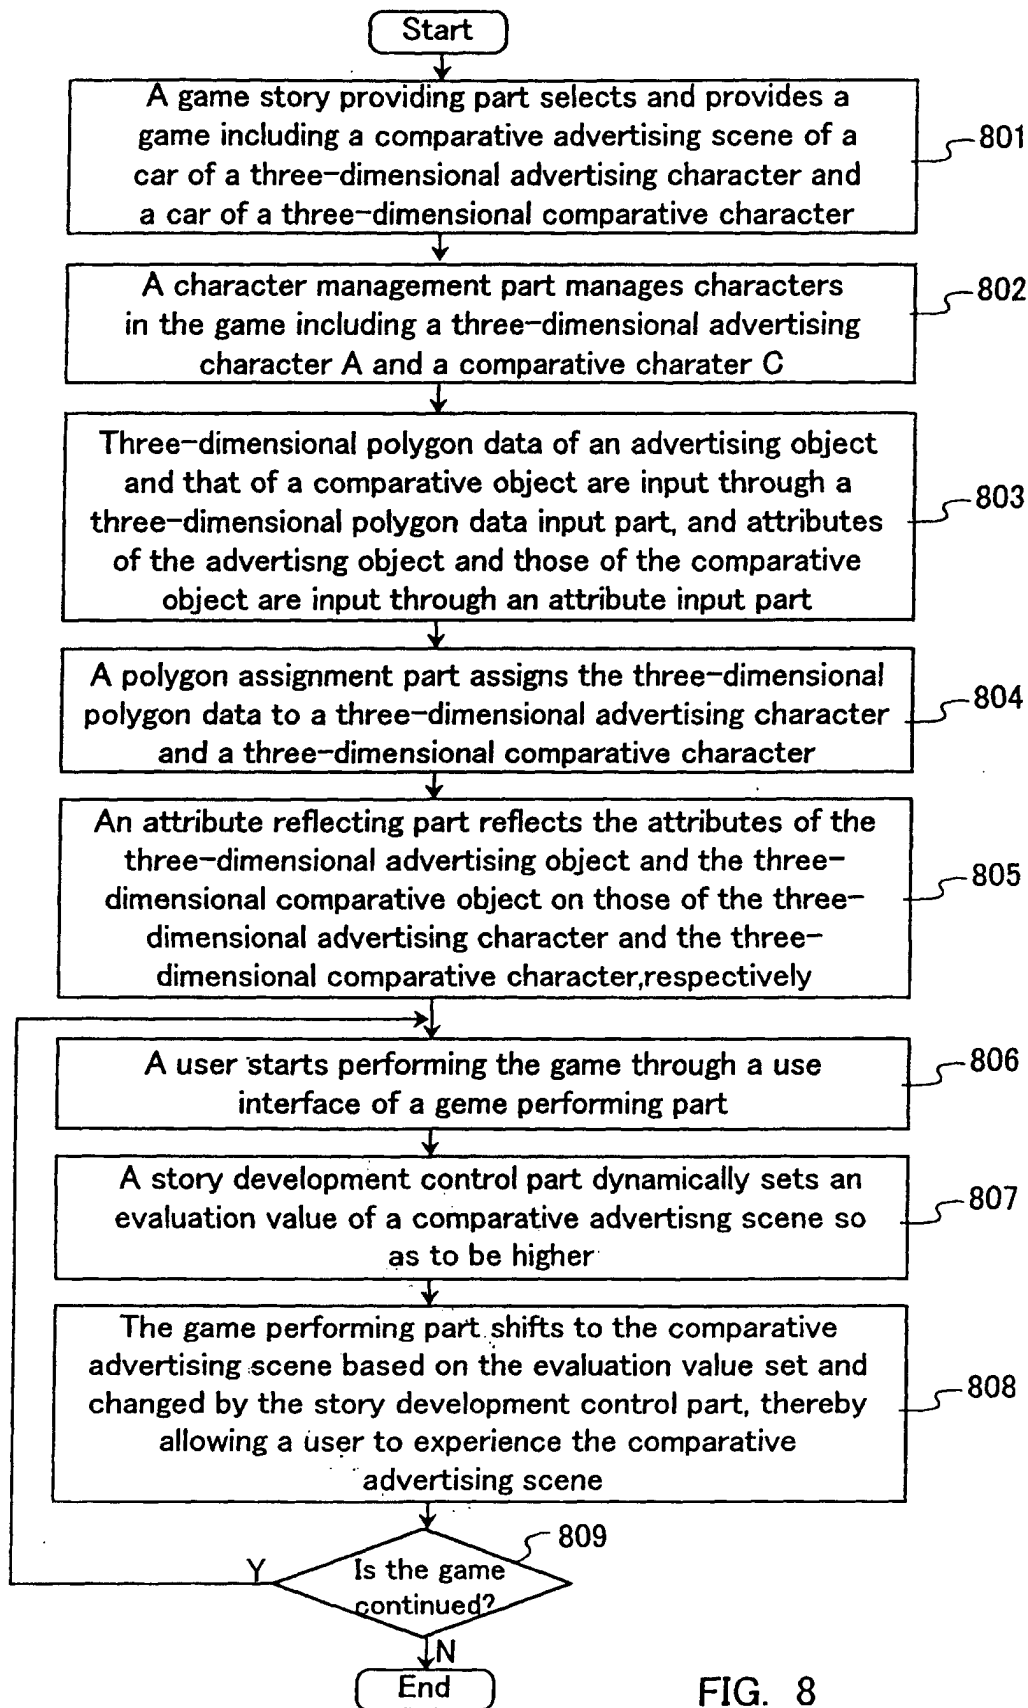 Start
A game story providing part selects and provides a
game including a comparative advertising scene of a
car of a three-dimensional advertising character and
a car of a three-dimensional comparative character
801
A character management part manages characters
in the game including a three-dimensional advertising
character A and a comparative charater C
802
Three-dimensional polygon data of an advertising object
and that of a comparative object are input through a
three-dimensional polygon data input part, and attributes
of the advertisng object and those of the comparative
object are input through an attribute input part
803
A polygon assignment part assigns the three-dimensional
polygon data to a three-dimensional advertising character
and a three-dimensional comparative character
804
An attribute reflecting part reflects the attributes of the
three-dimensional advertising object and the three-
dimensional comparative object on those of the three-
dimensional advertising character and the three-
dimensional comparative character,respectively
805
A user starts performing the game through a use
interface of a geme performing part
806
A story development control part dynamically sets an
evaluation value of a comparative advertisng scene so
as to be higher
807
The game performing part shifts to the comparative
advertising scene based on the evaluation value set and
changed by the story development control part, thereby
allowing a user to experience the comparative
advertising scene
808
809
Y
Is the game
continued?
N
End
FIG. 8